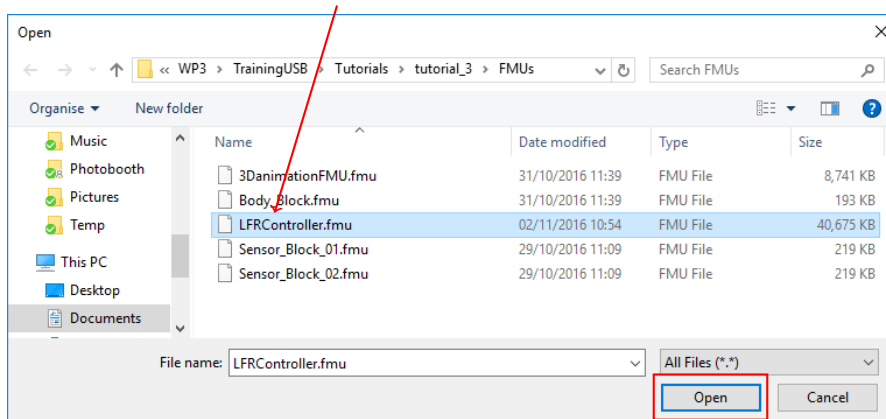 Open
« WP3 > TrainingUSB > Tutorials > tutorial_3 > FMUs
Search FMUs
Organise
New folder
Music
Photobooth
Pictures
Temp
This PC
Desktop
Documents
Name Date modified Type Size
3DanimationFMU.fmu 31/10/2016 11:39 FMU File 8,741 KB
Body_Block.fmu 31/10/2016 11:39 FMU File 193 KB
LFRController.fmu 02/11/2016 10:54 FMU File 40,675 KB
Sensor_Block_01.fmu 29/10/2016 11:09 FMU File 219 KB
Sensor_Block_02.fmu 29/10/2016 11:09 FMU File 219 KB
File name: LFRController.fmu
All Files (*.*)
Open
Cancel